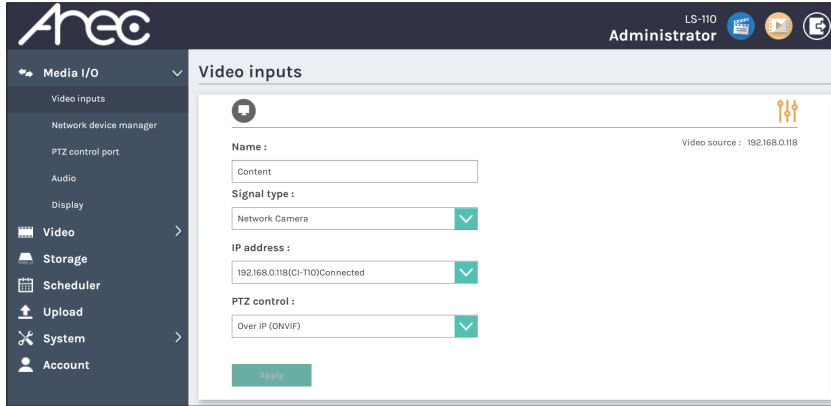 Arec
LS-110
Administrator
Media I/O
Video inputs
Network device manager
PTZ control port
Audio
Display
Video
Storage
Scheduler
Upload
System
Account
Video inputs
Video source : 192.168.0.118
Name :
Content
Signal type :
Network Camera
IP address :
192.168.0.118(CI-T10)Connected
PTZ control :
Over IP (ONVIF)
Apply